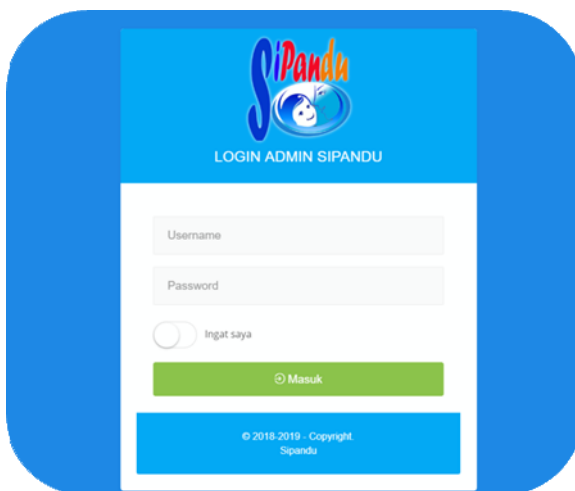 SiPandu
LOGIN ADMIN SIPANDU
Username
Password
Ingat saya
Masuk
© 2018-2019 - Copyright.
Sipandu